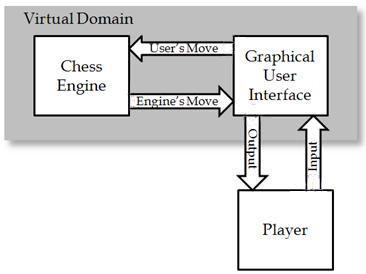 Virtual Domain
Chess
Engine
User's Move
Engine's Move
Graphical
User
Interface
Output
Input
Player